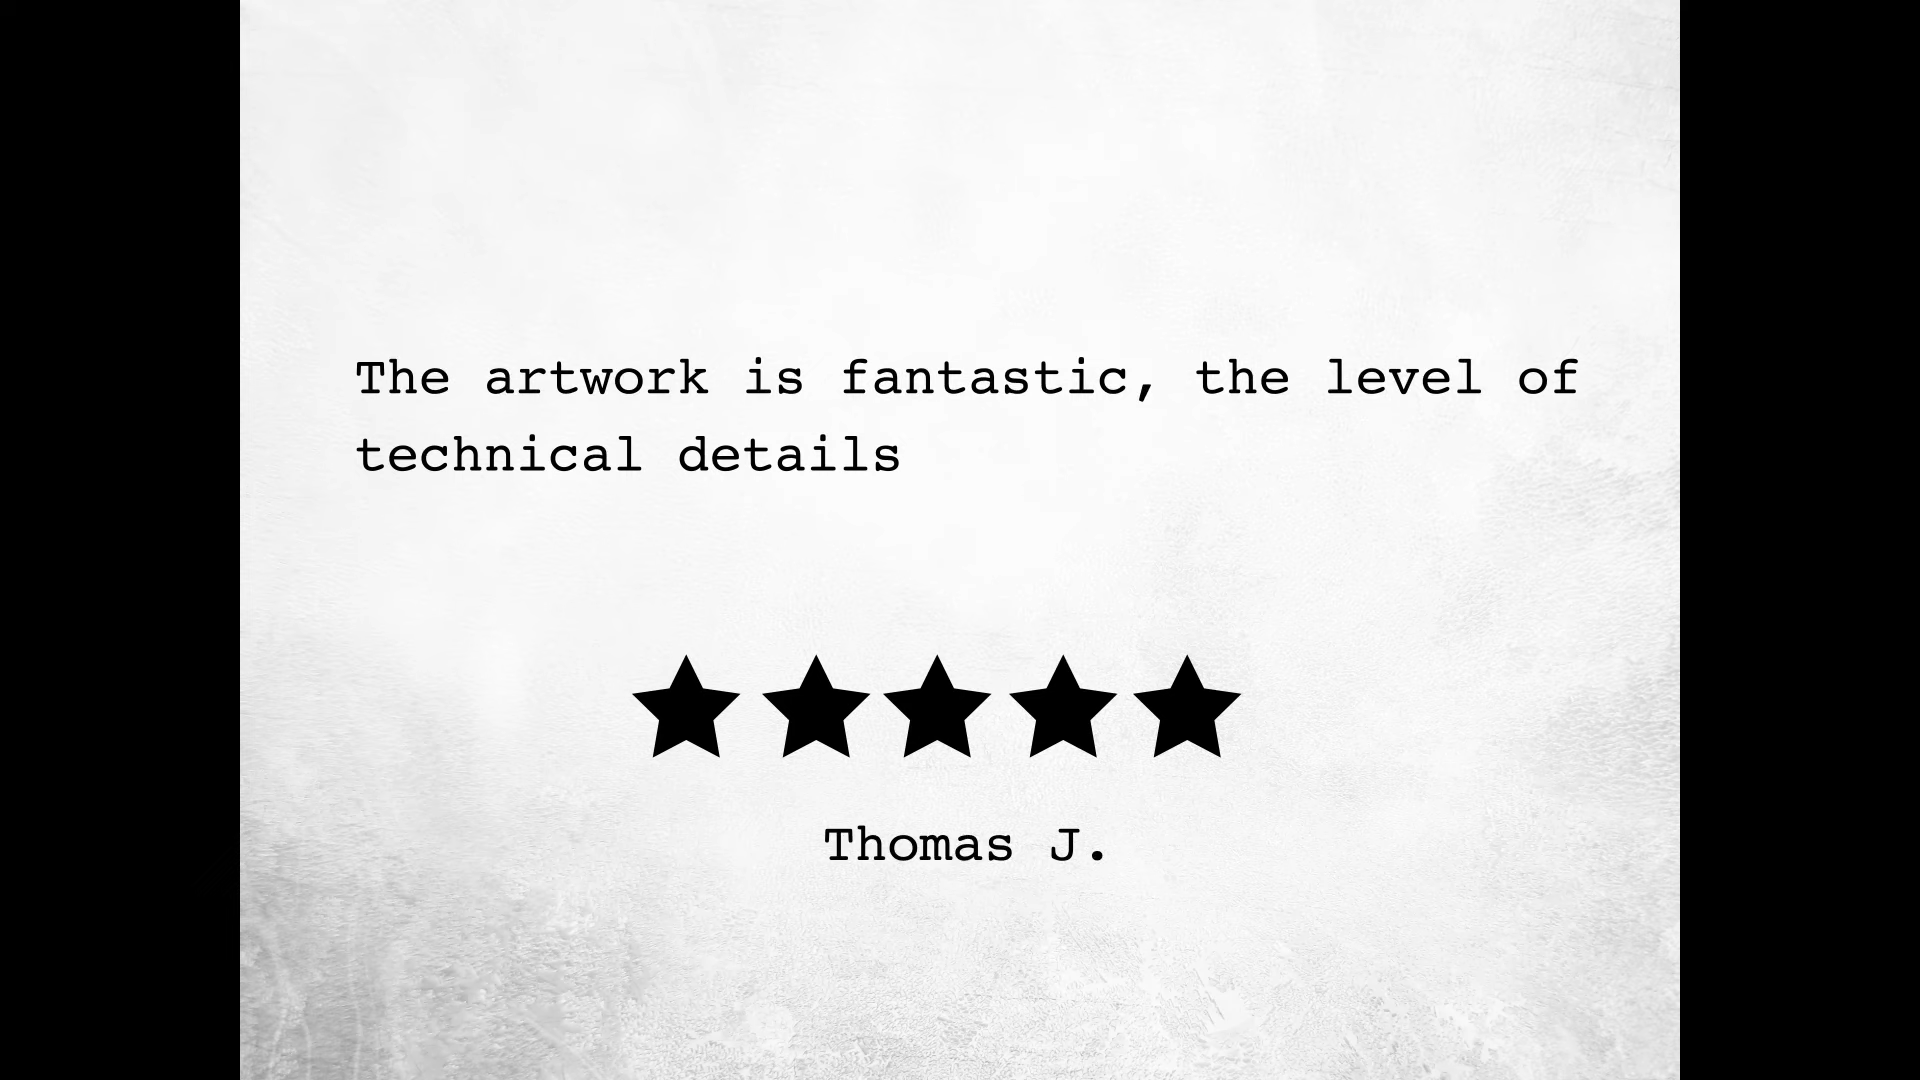 The artwork is fantastic, the level of
technical details
Thomas J.